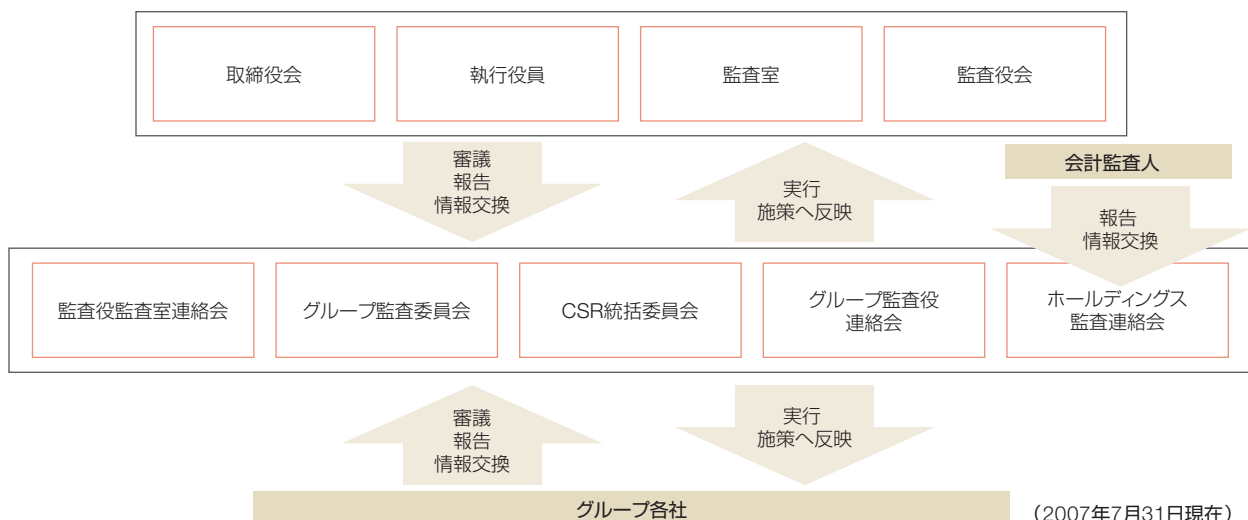 取締役会
執行役員
監査室
監査役会
審議
報告
情報交換
実行
施策へ反映
会計監査人
報告
情報交換
監査役監査室連絡会
グループ監査委員会
CSR統括委員会
グループ監査役
連絡会
ホールディングス
監査連絡会
審議
報告
情報交換
実行
施策へ反映
グループ各社
（2007年7月31日現在）